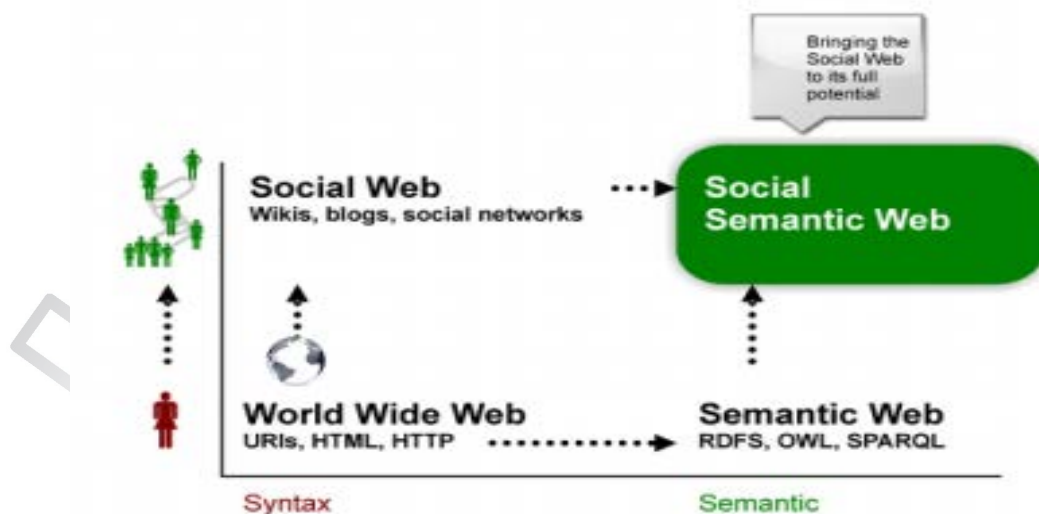 Bringing the
Social Web
to its full
potential
Social Web
Wikis, blogs, social networks
Social
Semantic Web
World Wide Web
URIs, HTML, HTTP
Semantic Web
RDFS, OWL, SPARQL
Syntax
Semantic